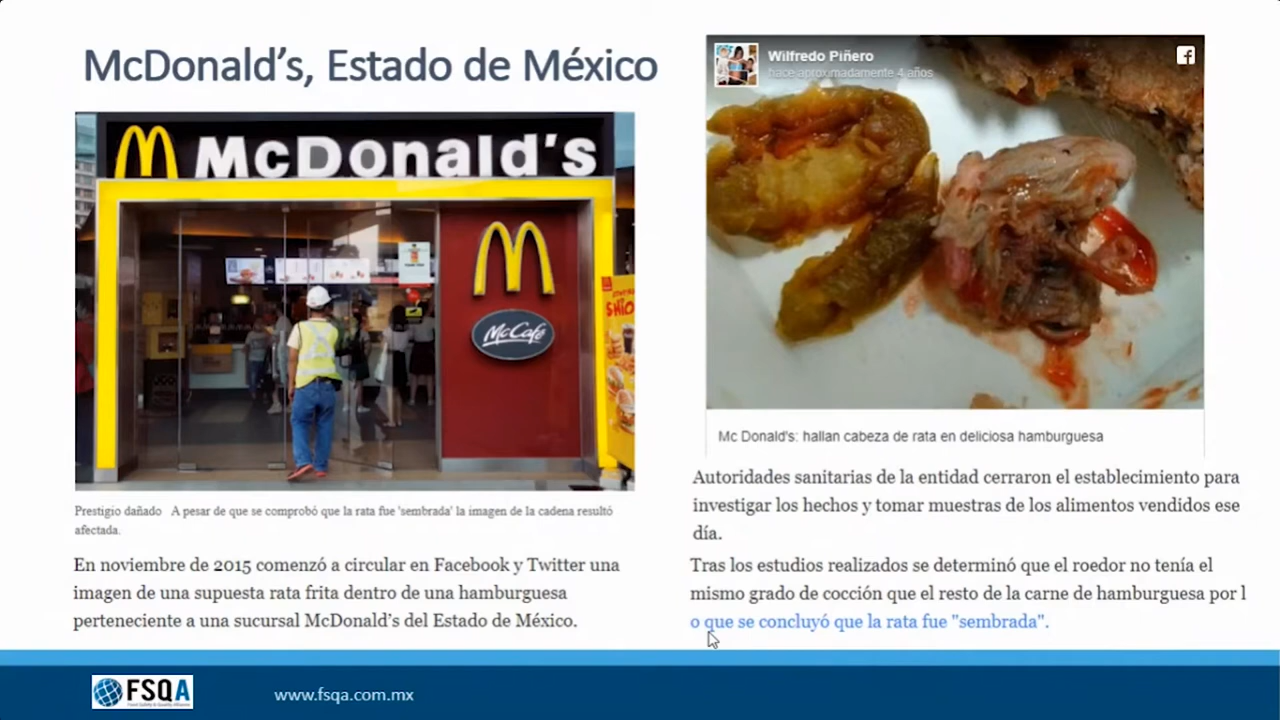 McDonald's, Estado de México
McDonald's
McCafé
Prestigio dañado A pesar de que se comprobó que la rata fue 'sembrada' la imagen de la cadena resultó
afectada.
En noviembre de 2015 comenzó a circular en Facebook y Twitter una
imagen de una supuesta rata frita dentro de una hamburguesa
perteneciente a una sucursal McDonald's del Estado de México.
Wilfredo Piñero
hace aproximadamente 4 años
Mc Donald's: hallan cabeza de rata en deliciosa hamburguesa
Autoridades sanitarias de la entidad cerraron el establecimiento para
investigar los hechos y tomar muestras de los alimentos vendidos ese
día.
Tras los estudios realizados se determinó que el roedor no tenía el
mismo grado de cocción que el resto de la carne de hamburguesa por l
o que se concluyó que la rata fue "sembrada".
FSQA
Food Safety & Quality Alliance
www.fsqa.com.mx